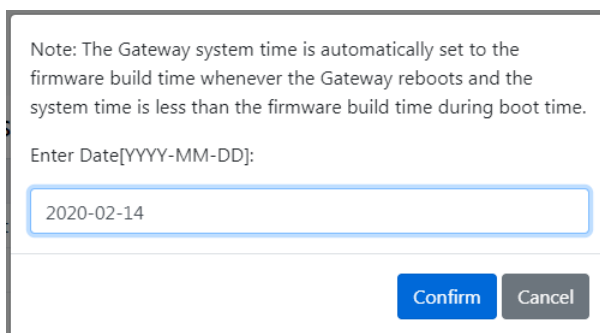 Note: The Gateway system time is automatically set to the
firmware build time whenever the Gateway reboots and the
system time is less than the firmware build time during boot time.
Enter Date[YYYY-MM-DD]:
2020-02-14
Confirm
Cancel